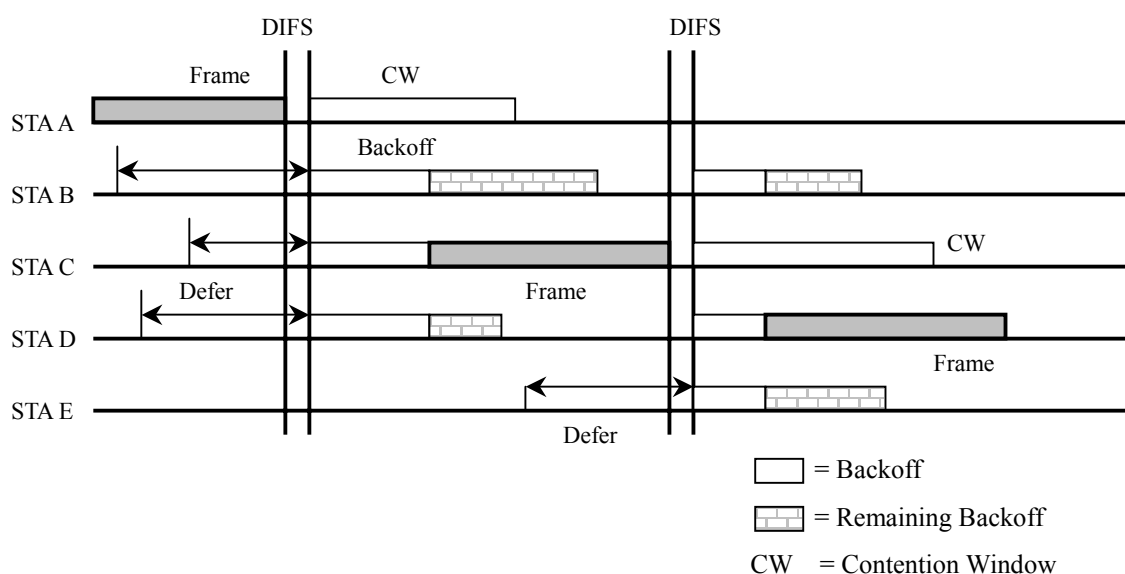 DIFS
DIFS
Frame
CW
STA A
Backoff
STA B
CW
STA C
Defer
Frame
STA D
Frame
STA E
Defer
= Backoff
= Remaining Backoff
CW = Contention Window